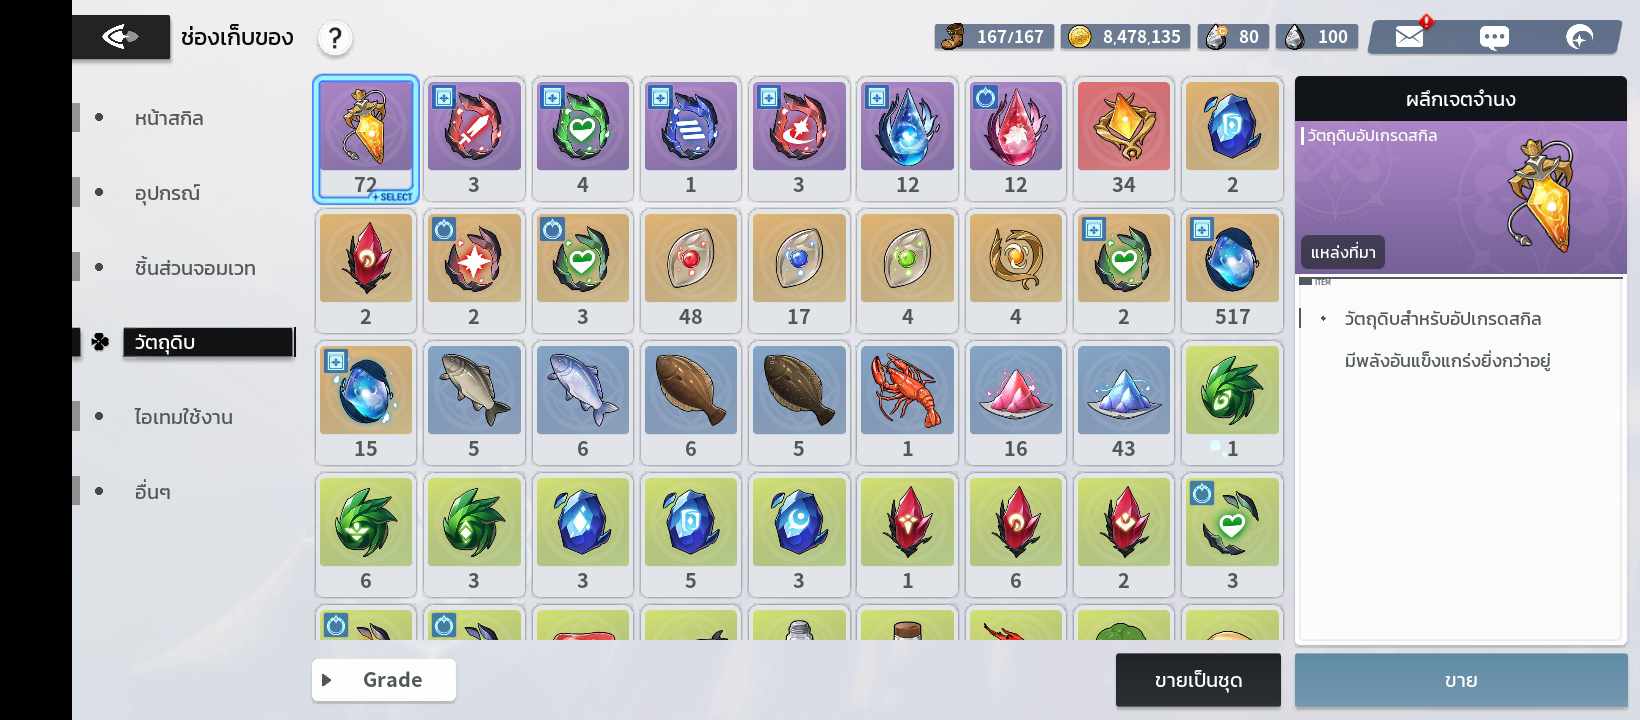 ช่องเก็บของ
?
167/167
8,478,135
80
100
หน้าสกิล
อุปกรณ์
ชิ้นส่วนจอมเวท
วัตถุดิบ
ไอเทมใช้งาน
อื่นๆ
72
SELECT
3
4
1
3
12
12
34
2
2
2
3
48
17
4
4
2
517
15
5
6
6
5
1
16
43
1
6
3
3
5
3
1
6
2
3
Grade
ขายเป็นชุด
ผลึกเจตจำนง
วัตถุดิบอัปเกรดสกิล
แหล่งที่มา
ITEM
วัตถุดิบสำหรับอัปเกรดสกิล
มีพลังอันแข็งแกร่งยิ่งกว่าอยู่
ขาย